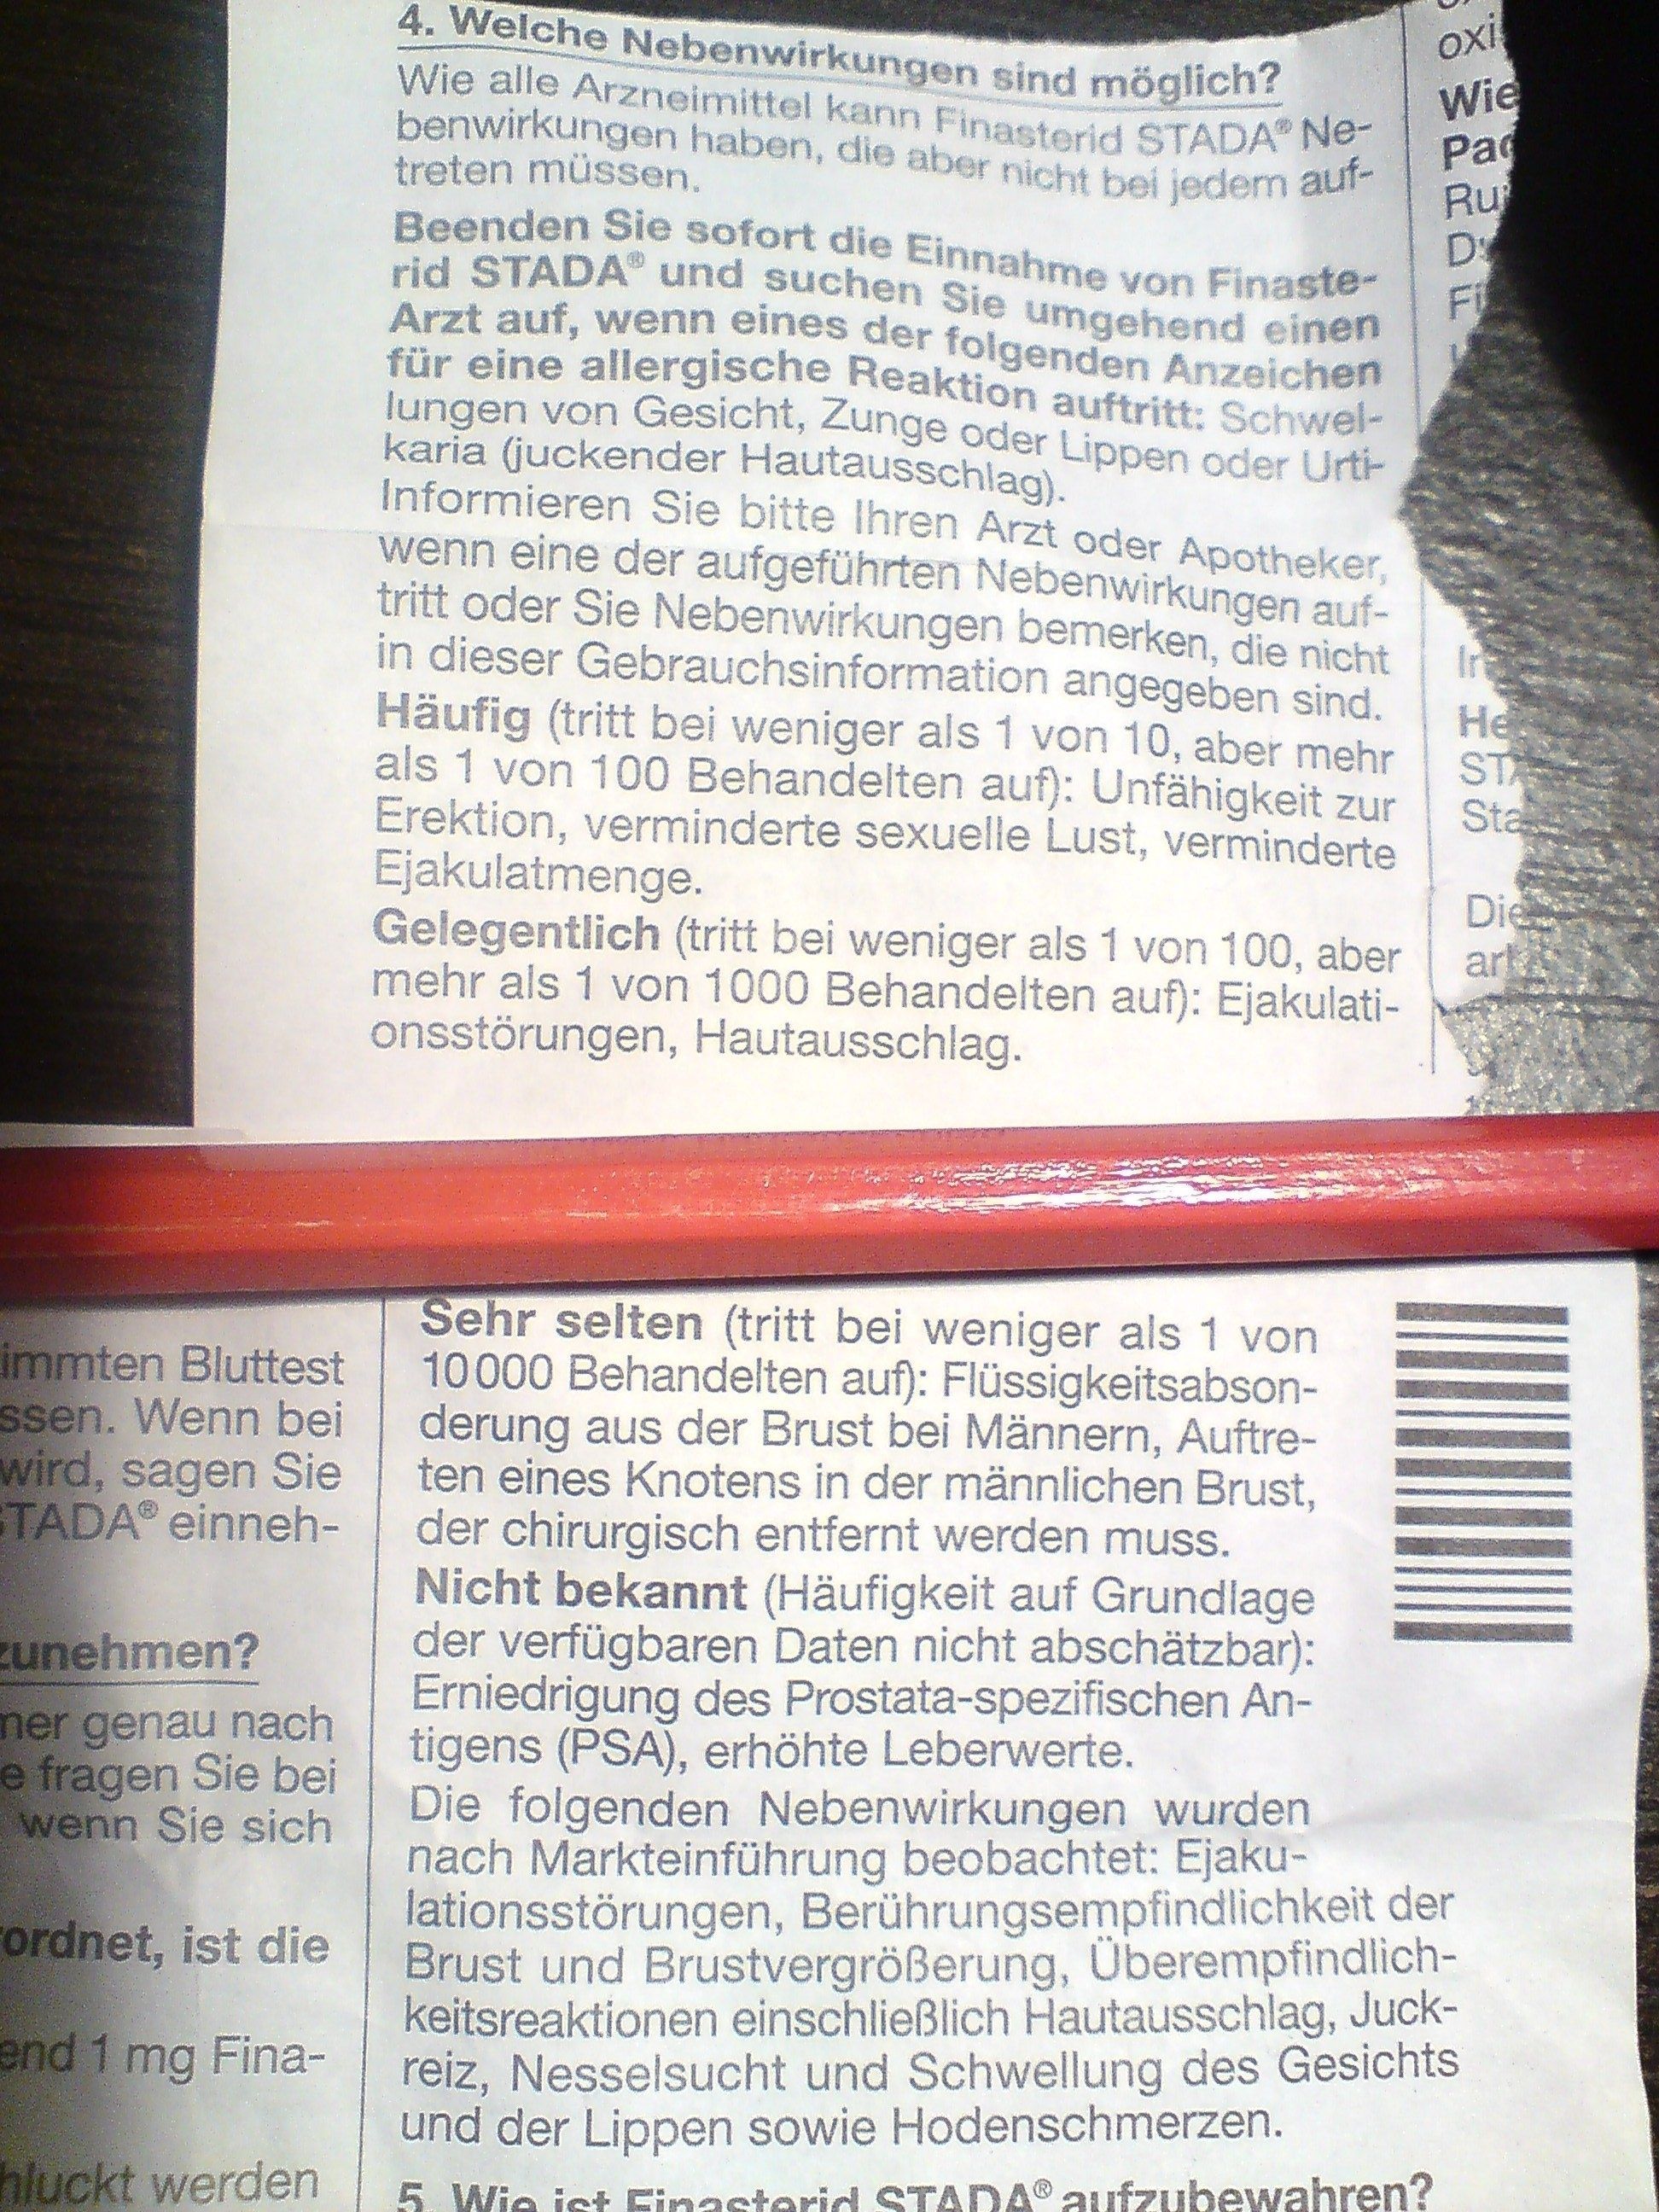 4. Welche Nebenwirkungen sind möglich?
Wie alle Arzneimittel kann Finasterid STADA® Ne-
benwirkungen haben, die aber nicht bei jedem auf-
treten müssen.
Beenden Sie sofort die Einnahme von Finaste-
rid STADA® und suchen Sie umgehend einen
Arzt auf, wenn eines der folgenden Anzeichen
für eine allergische Reaktion auftritt: Schwel-
lungen von Gesicht, Zunge oder Lippen oder Urti-
karia (juckender Hautausschlag).
Informieren Sie bitte Ihren Arzt oder Apotheker,
wenn eine der aufgeführten Nebenwirkungen auf-
tritt oder Sie Nebenwirkungen bemerken, die nicht
in dieser Gebrauchsinformation angegeben sind.
Häufig (tritt bei weniger als 1 von 10, aber mehr
als 1 von 100 Behandelten auf): Unfähigkeit zur
Erektion, verminderte sexuelle Lust, verminderte
Ejakulatmenge.
Gelegentlich (tritt bei weniger als 1 von 100, aber
mehr als 1 von 1000 Behandelten auf): Ejakulati-
onsstörungen, Hautausschlag.
oxi
Wie
Pac
He
Die
immten Bluttest
ssen. Wenn bei
wird, sagen Sie
STADA® einneh-
zunehmen?
mer genau nach
e fragen Sie bei
wenn Sie sich
ordnet, ist die
end 1 mg Fina-
hluckt werden
Sehr selten (tritt bei weniger als 1 von
10 000 Behandelten auf): Flüssigkeitsabson-
derung aus der Brust bei Männern, Auftre-
ten eines Knotens in der männlichen Brust,
der chirurgisch entfernt werden muss.
Nicht bekannt (Häufigkeit auf Grundlage
der verfügbaren Daten nicht abschätzbar):
Erniedrigung des Prostata-spezifischen An-
tigens (PSA), erhöhte Leberwerte.
Die folgenden Nebenwirkungen wurden
nach Markteinführung beobachtet: Ejaku-
lationsstörungen, Berührungsempfindlichkeit der
Brust und Brustvergrößerung, Überempfindlich-
keitsreaktionen einschließlich Hautausschlag, Juck-
reiz, Nesselsucht und Schwellung des Gesichts
und der Lippen sowie Hodenschmerzen.
5. Wie ist Finasterid STADA® aufzubewahren?